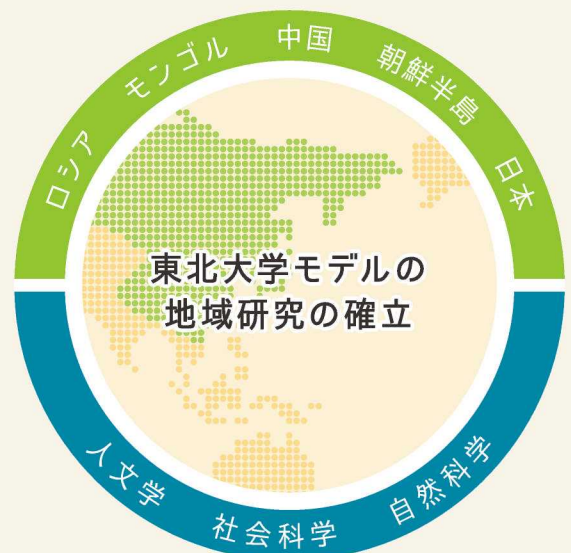 ロシア
モンゴル
中国
朝鮮半島
日本
東北大学モデルの
地域研究の確立
人文学
社会科学
自然科学